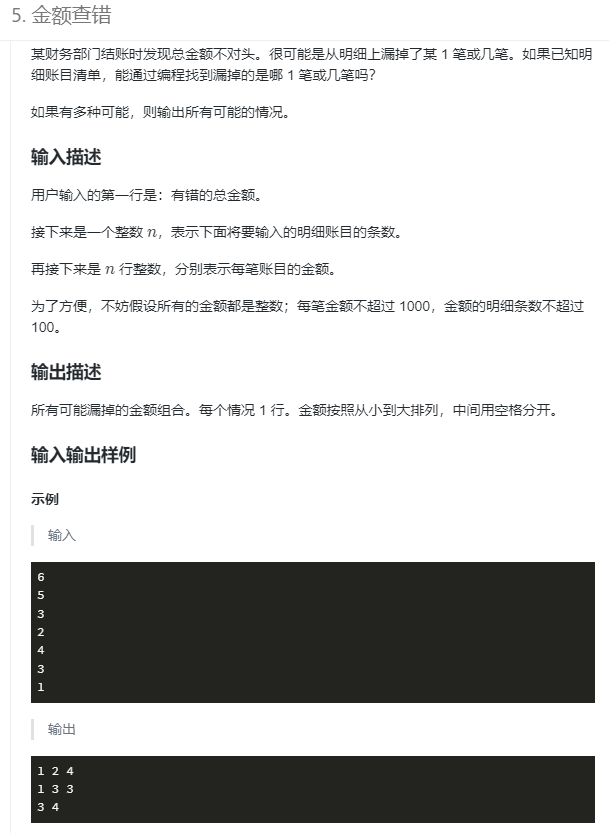 5. 金额查错
某财务部门结账时发现总金额不对头。很可能是从明细上漏掉了某 1 笔或几笔。如果已知明
细账目清单，能通过编程找到漏掉的是哪 1 笔或几笔吗？
如果有多种可能，则输出所有可能的情况。
输入描述
用户输入的第一行是：有错的总金额。
接下来是一个整数 n，表示下面将要输入的明细账目的条数。
再接下来是 n 行整数，分别表示每笔账目的金额。
为了方便，不妨假设所有的金额都是整数；每笔金额不超过 1000，金额的明细条数不超过
100。
输出描述
所有可能漏掉的金额组合。每个情况 1 行。金额按照从小到大排列，中间用空格分开。
输入输出样例
示例
输入
6
5
3
2
4
3
1
输出
1 2 4
1 3 3
3 4